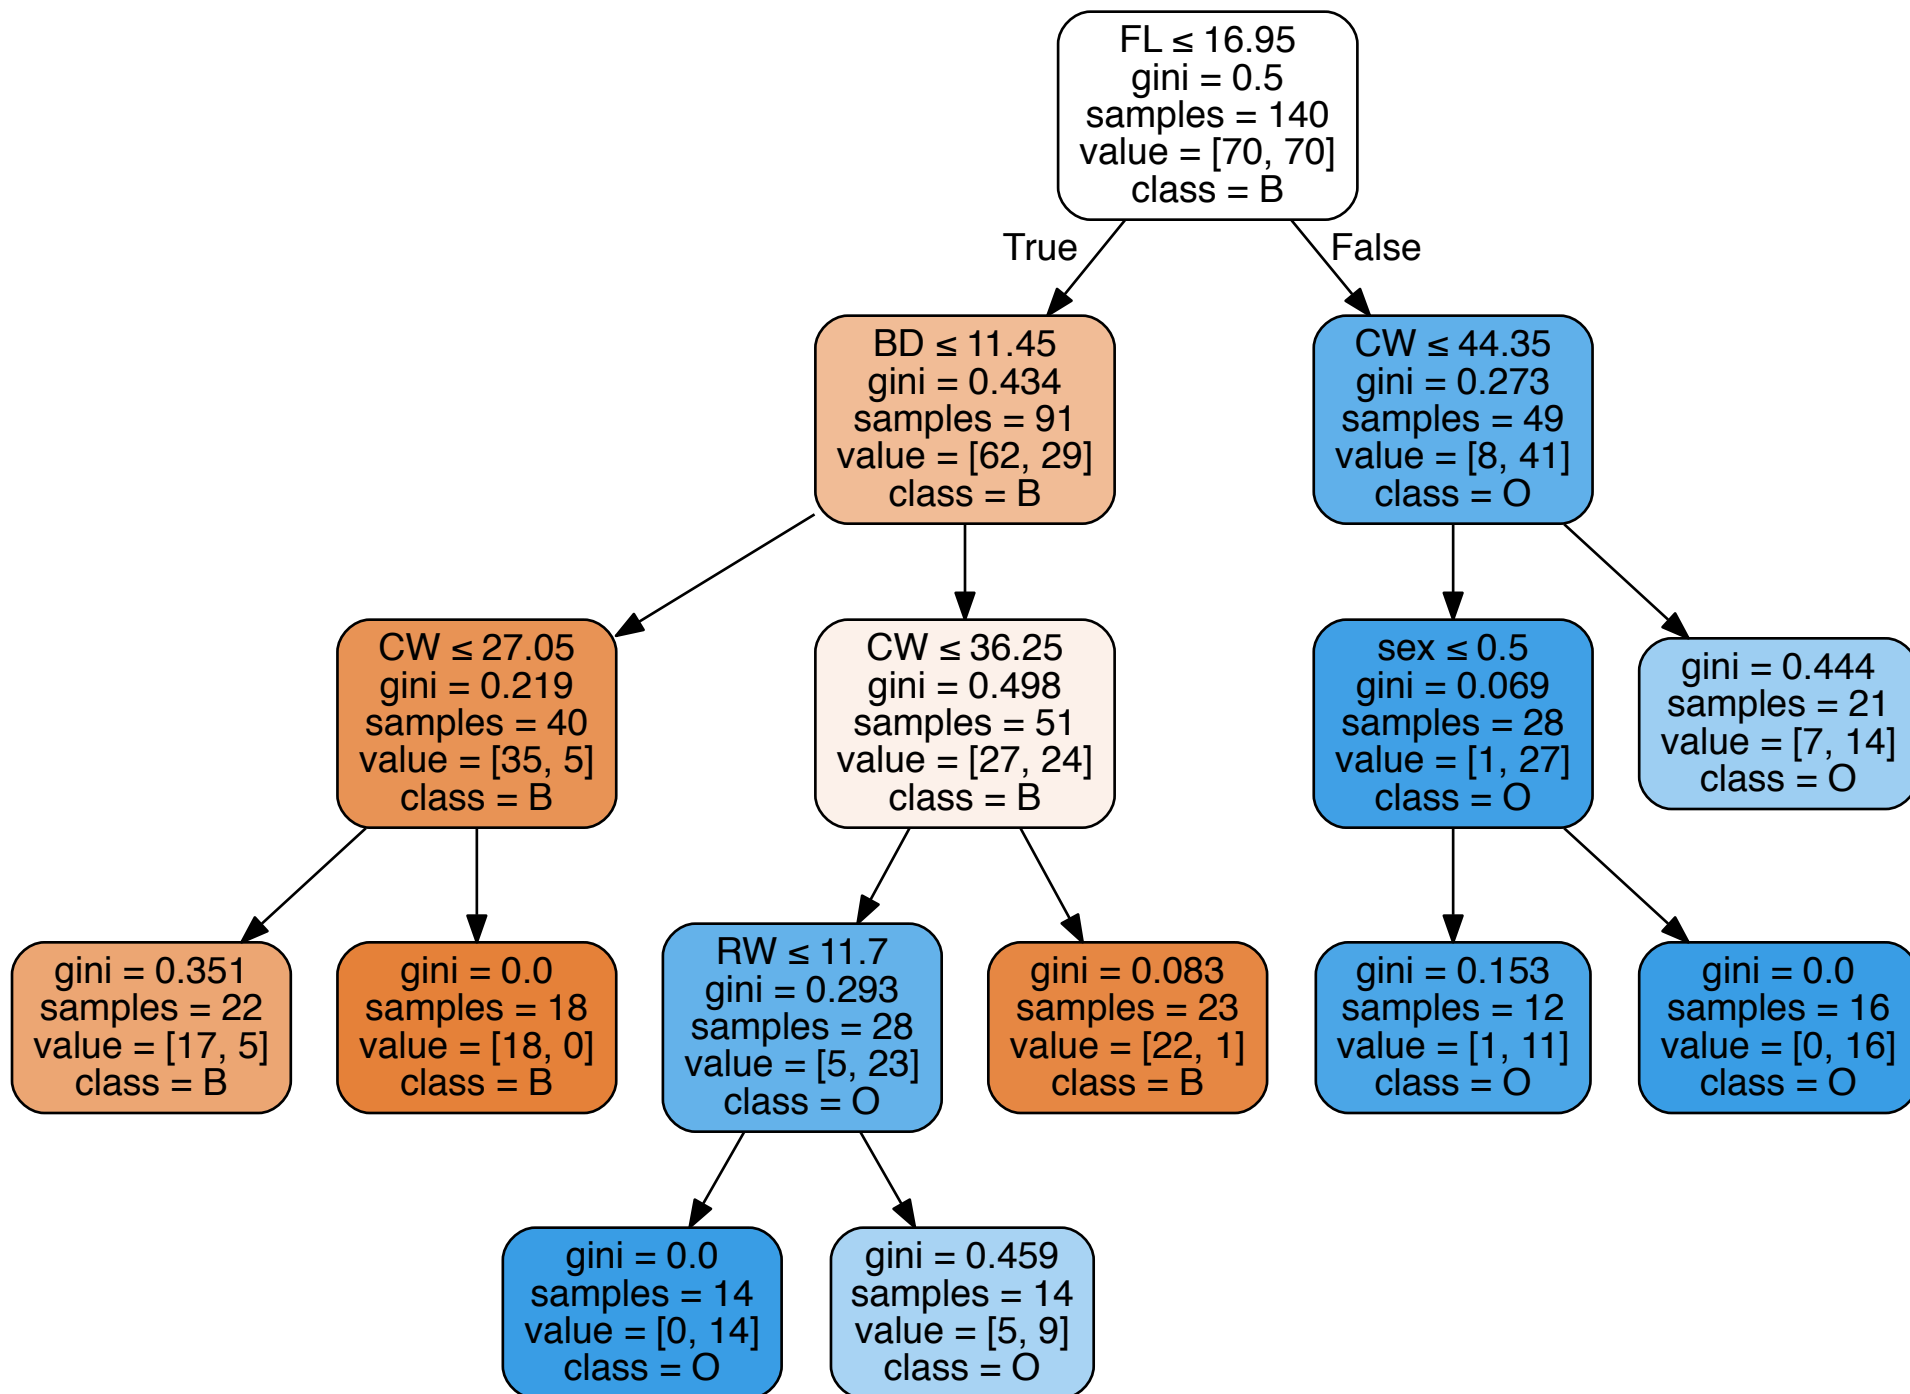 FL ≤ 16.95
gini = 0.5
samples = 140
value = [70, 70]
class = B
True
False
BD ≤ 11.45
gini = 0.434
samples = 91
value = [62, 29]
class = B
CW ≤ 44.35
gini = 0.273
samples = 49
value = [8, 41]
class = O
CW ≤ 27.05
gini = 0.219
samples = 40
value = [35, 5]
class = B
CW ≤ 36.25
gini = 0.498
samples = 51
value = [27, 24]
class = B
sex ≤ 0.5
gini = 0.069
samples = 28
value = [1, 27]
class = O
gini = 0.444
samples = 21
value = [7, 14]
class = O
gini = 0.351
samples = 22
value = [17, 5]
class = B
gini = 0.0
samples = 18
value = [18, 0]
class = B
RW ≤ 11.7
gini = 0.293
samples = 28
value = [5, 23]
class = O
gini = 0.083
samples = 23
value = [22, 1]
class = B
gini = 0.153
samples = 12
value = [1, 11]
class = O
gini = 0.0
samples = 16
value = [0, 16]
class = O
gini = 0.0
samples = 14
value = [0, 14]
class = O
gini = 0.459
samples = 14
value = [5, 9]
class = O